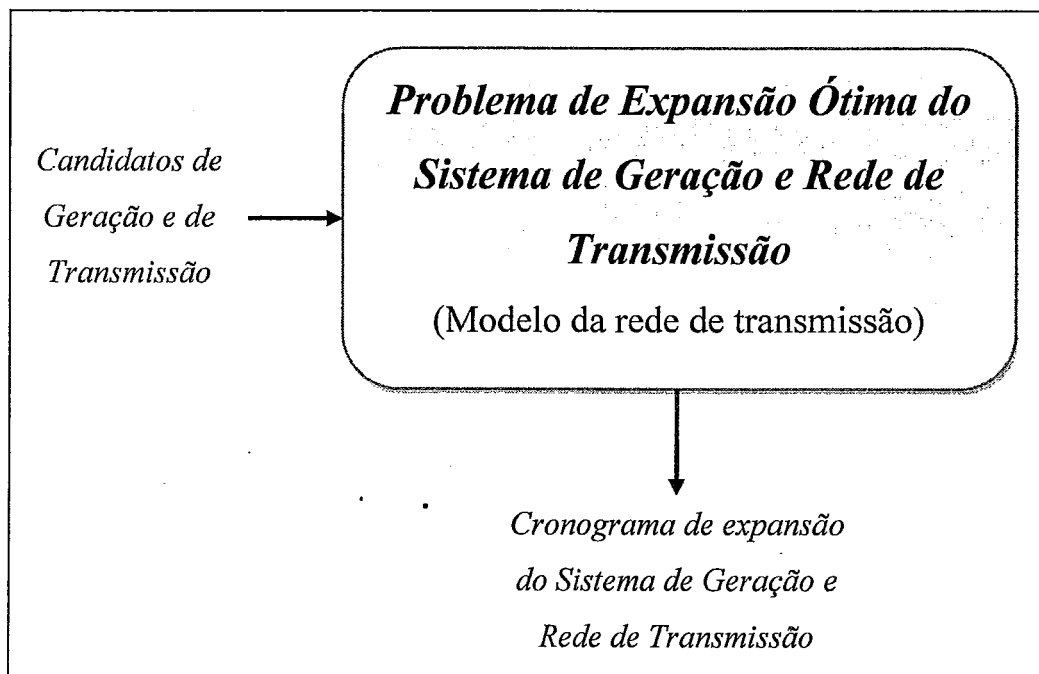 Candidatos de
Geração e de
Transmissão
Problema de Expansão Ótima do
Sistema de Geração e Rede de
Transmissão
(Modelo da rede de transmissão)
Cronograma de expansão
do Sistema de Geração e
Rede de Transmissão